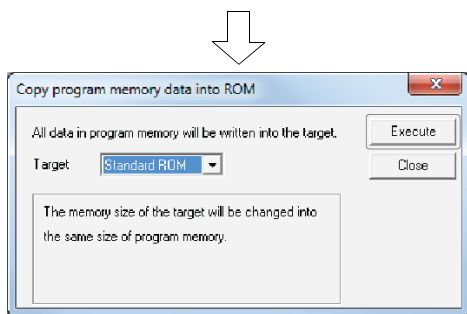 Copy program memory data into ROM
All data in program memory will be written into the target.
Execute
Target
Standard ROM
Close
The memory size of the target will be changed into
the same size of program memory.